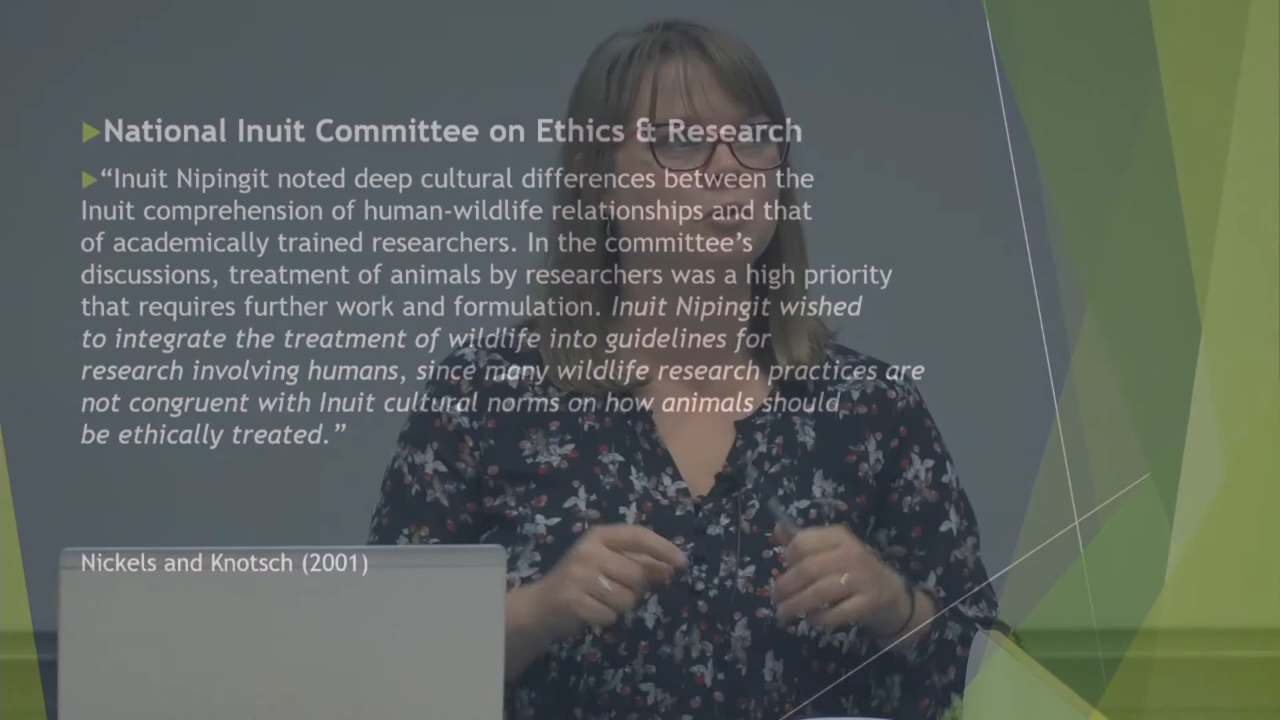 National Inuit Committee on Ethics & Research
“Inuit Nipingit noted deep cultural differences between the
Inuit comprehension of human-wildlife relationships and that
of academically trained researchers. In the committee’s
discussions, treatment of animals by researchers was a high priority
that requires further work and formulation. Inuit Nipingit wished
to integrate the treatment of wildlife into guidelines for
research involving humans, since many wildlife research practices are
not congruent with Inuit cultural norms on how animals should
be ethically treated.”
Nickels and Knotsch (2001)